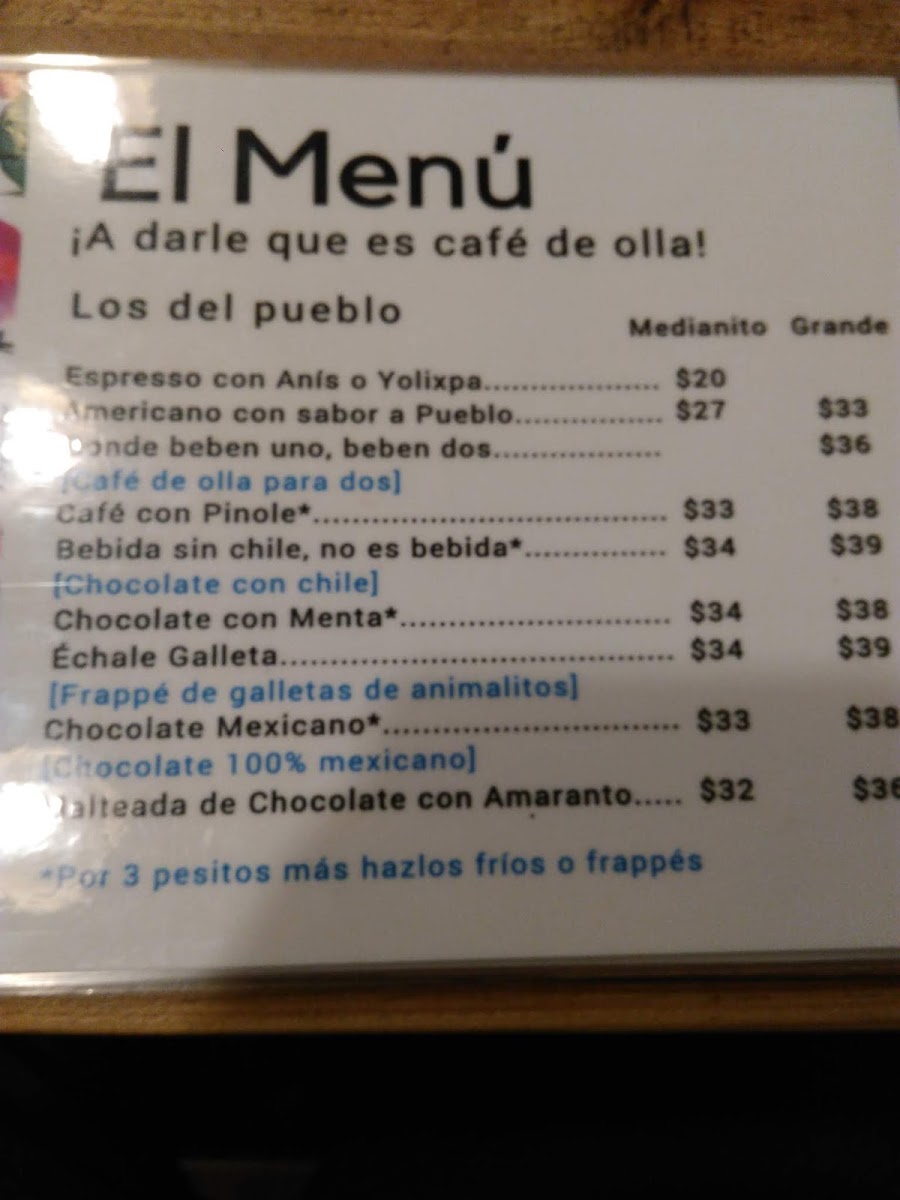 El Menú
¡A darle que es café de olla!
Los del pueblo
Medianito Grande
Espresso con Anís o Yolixpa.................... $20
Americano con sabor a Pueblo................. $27 $33
Donde beben uno, beben dos................... $36
[Café de olla para dos]
Café con Pinole*....................................... $33 $38
Bebida sin chile, no es bebida*................ $34 $39
[Chocolate con chile]
Chocolate con Menta*.............................. $34 $38
Échale Galleta........................................... $34 $39
[Frappé de galletas de animalitos]
Chocolate Mexicano*................................ $33 $38
[Chocolate 100% mexicano]
Malteada de Chocolate con Amaranto..... $32 $36
*Por 3 pesitos más hazlos fríos o frappés